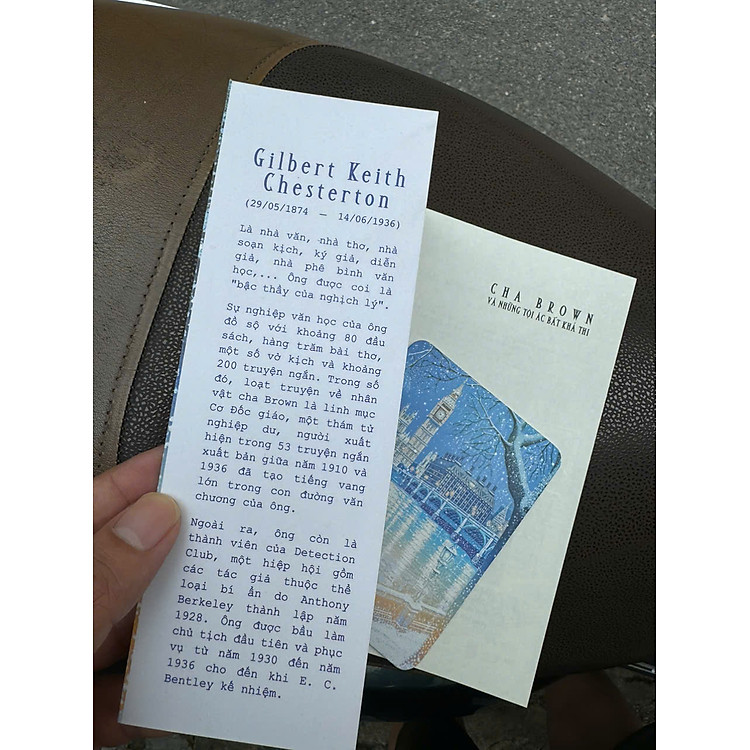 Gilbert Keith
Chesterton
(29/05/1874 — 14/06/1936)
Là nhà văn, nhà thơ, nhà
soạn kịch, ký giả, diễn
giả, nhà phê bình văn
học,... Ông được coi là
"bậc thầy của nghịch lý".
Sự nghiệp văn học của ông
đồ sộ với khoảng 80 đầu
sách, hàng trăm bài thơ,
một số vở kịch và khoảng
200 truyện ngắn. Trong số
đó, loạt truyện về nhân
vật cha Brown là linh mục
Cơ Đốc giáo, một thám tử
nghiệp dư, người xuất
hiện trong 53 truyện ngắn
xuất bản giữa năm 1910 và
1936 đã tạo tiếng vang
lớn trong con đường văn
chương của ông.
Ngoài ra, ông còn là
thành viên của Detection
Club, một hiệp hội gồm
các tác giả thuộc thể
loại bí ẩn do Anthony
Berkeley thành lập năm
1928. Ông được bầu làm
chủ tịch đầu tiên và phục
vụ từ năm 1930 đến năm
1936 cho đến khi E. C.
Bentley kế nhiệm.
CHA BROWN
VÀ NHỮNG TỘI ÁC BẤT KHẢ THI